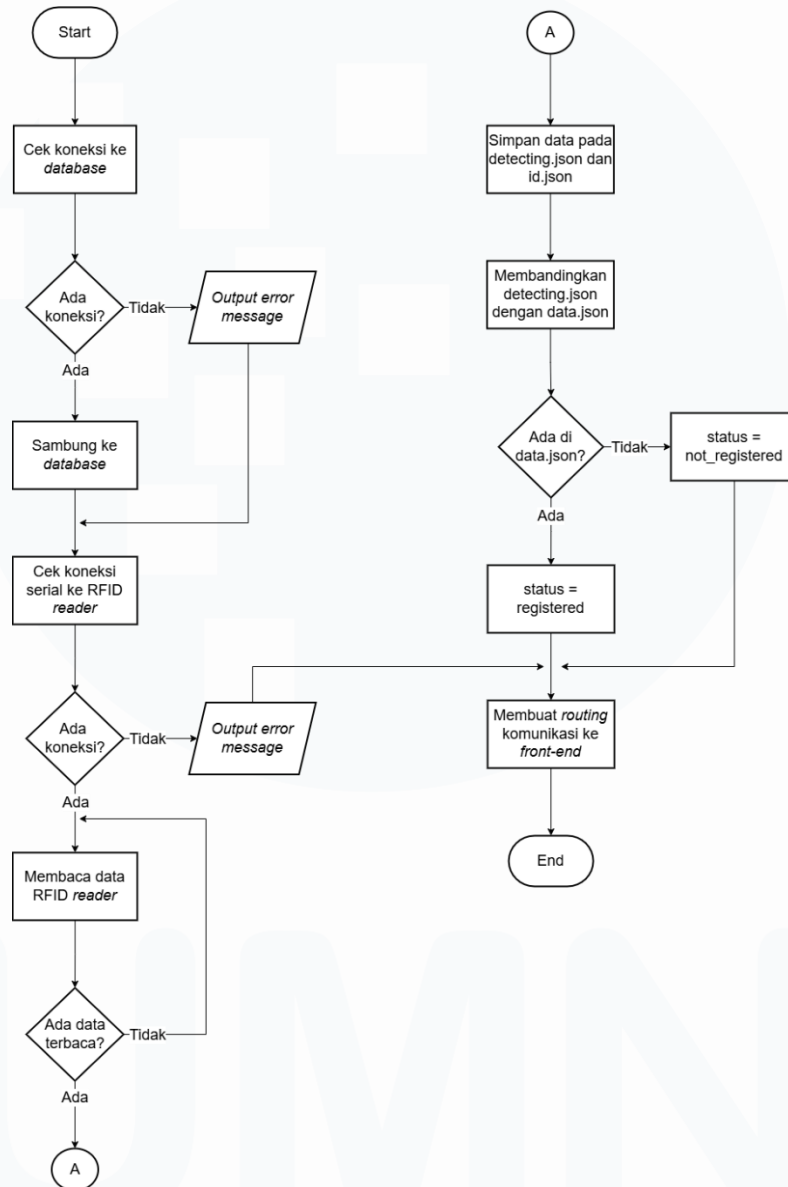 Start
Cek koneksi ke
database
Ada
koneksi?
Tidak
Output error
message
Ada
Sambung ke
database
Cek koneksi
serial ke RFID
reader
Ada
koneksi?
Tidak
Output error
message
Ada
Membaca data
RFID reader
Ada data
terbaca?
Tidak
Ada
A
A
Simpan data pada
detecting.json dan
id.json
Membandingkan
detecting.json
dengan data.json
Ada di
data.json?
Tidak
status =
not_registered
Ada
status =
registered
Membuat routing
komunikasi ke
front-end
End
UMN